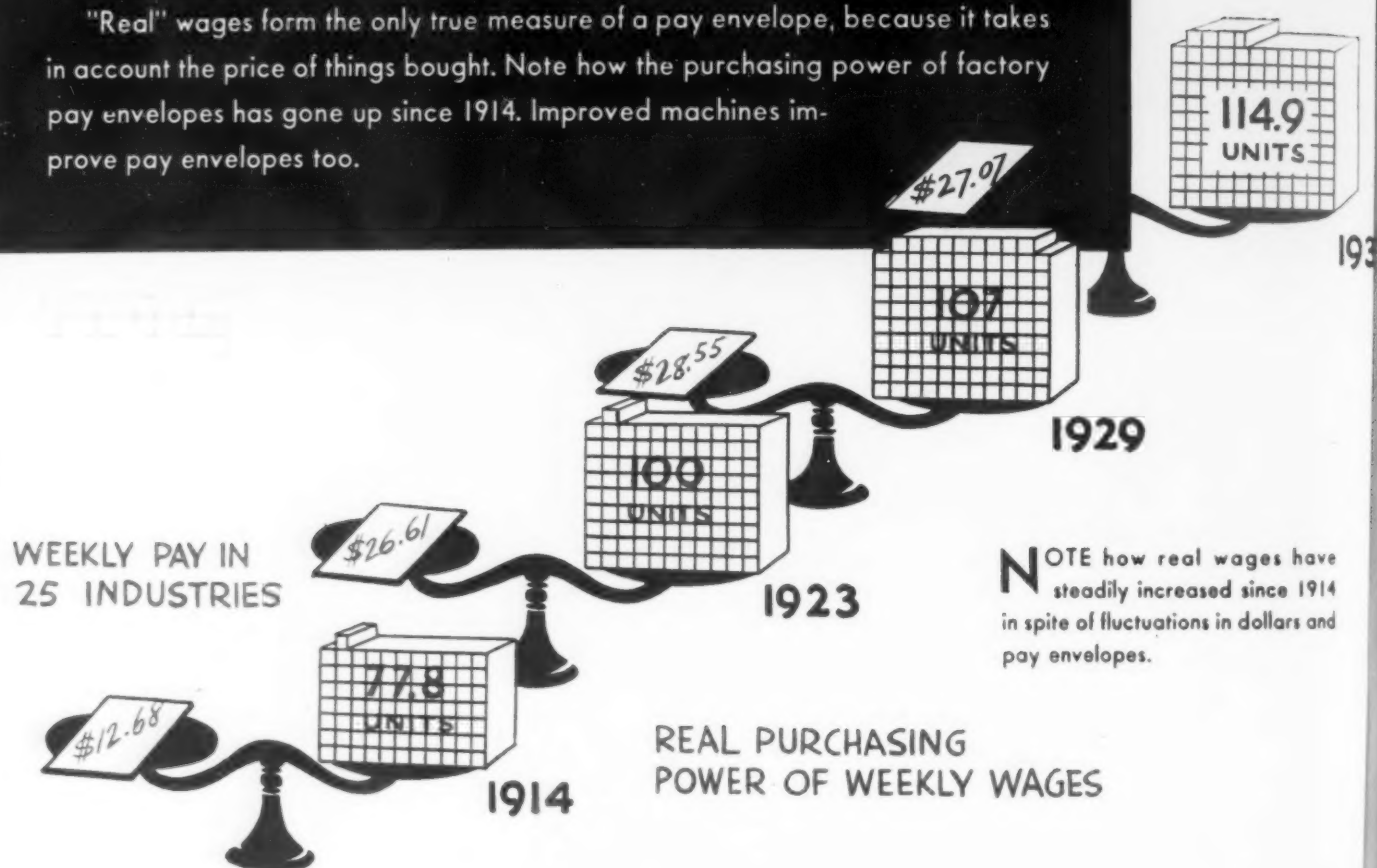 "Real" wages form the only true measure of a pay envelope, because it takes
in account the price of things bought. Note how the purchasing power of factory
pay envelopes has gone up since 1914. Improved machines im-
prove pay envelopes too.
114.9
UNITS
$27.07
107
UNITS
1929
$28.55
100
UNITS
1923
$26.61
WEEKLY PAY IN
25 INDUSTRIES
77.8
UNITS
1914
$12.68
NOTE how real wages have
steadily increased since 1914
in spite of fluctuations in dollars and
pay envelopes.
REAL PURCHASING
POWER OF WEEKLY WAGES